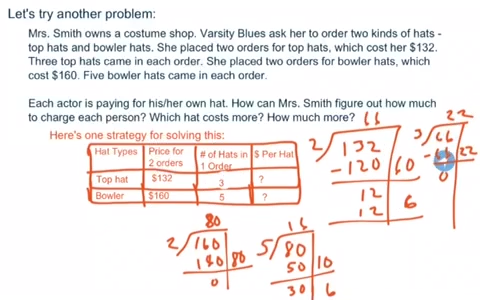 Let's try another problem:
Mrs. Smith owns a costume shop. Varsity Blues ask her to order two kinds of hats -
top hats and bowler hats. She placed two orders for top hats, which cost her $132.
Three top hats came in each order. She placed two orders for bowler hats, which
cost $160. Five bowler hats came in each order.
Each actor is paying for his/her own hat. How can Mrs. Smith figure out how much
to charge each person? Which hat costs more? How much more?
Here's one strategy for solving this:
Hat Types Price for 2 orders # of Hats in 1 Order $ Per Hat
Top hat $132 3 ?
Bowler $160 5 ?
66
2 132
-120 60
12
12 6
22
3 66
22
0
80
2 160
80
0
16
5 80
50 10
30 6